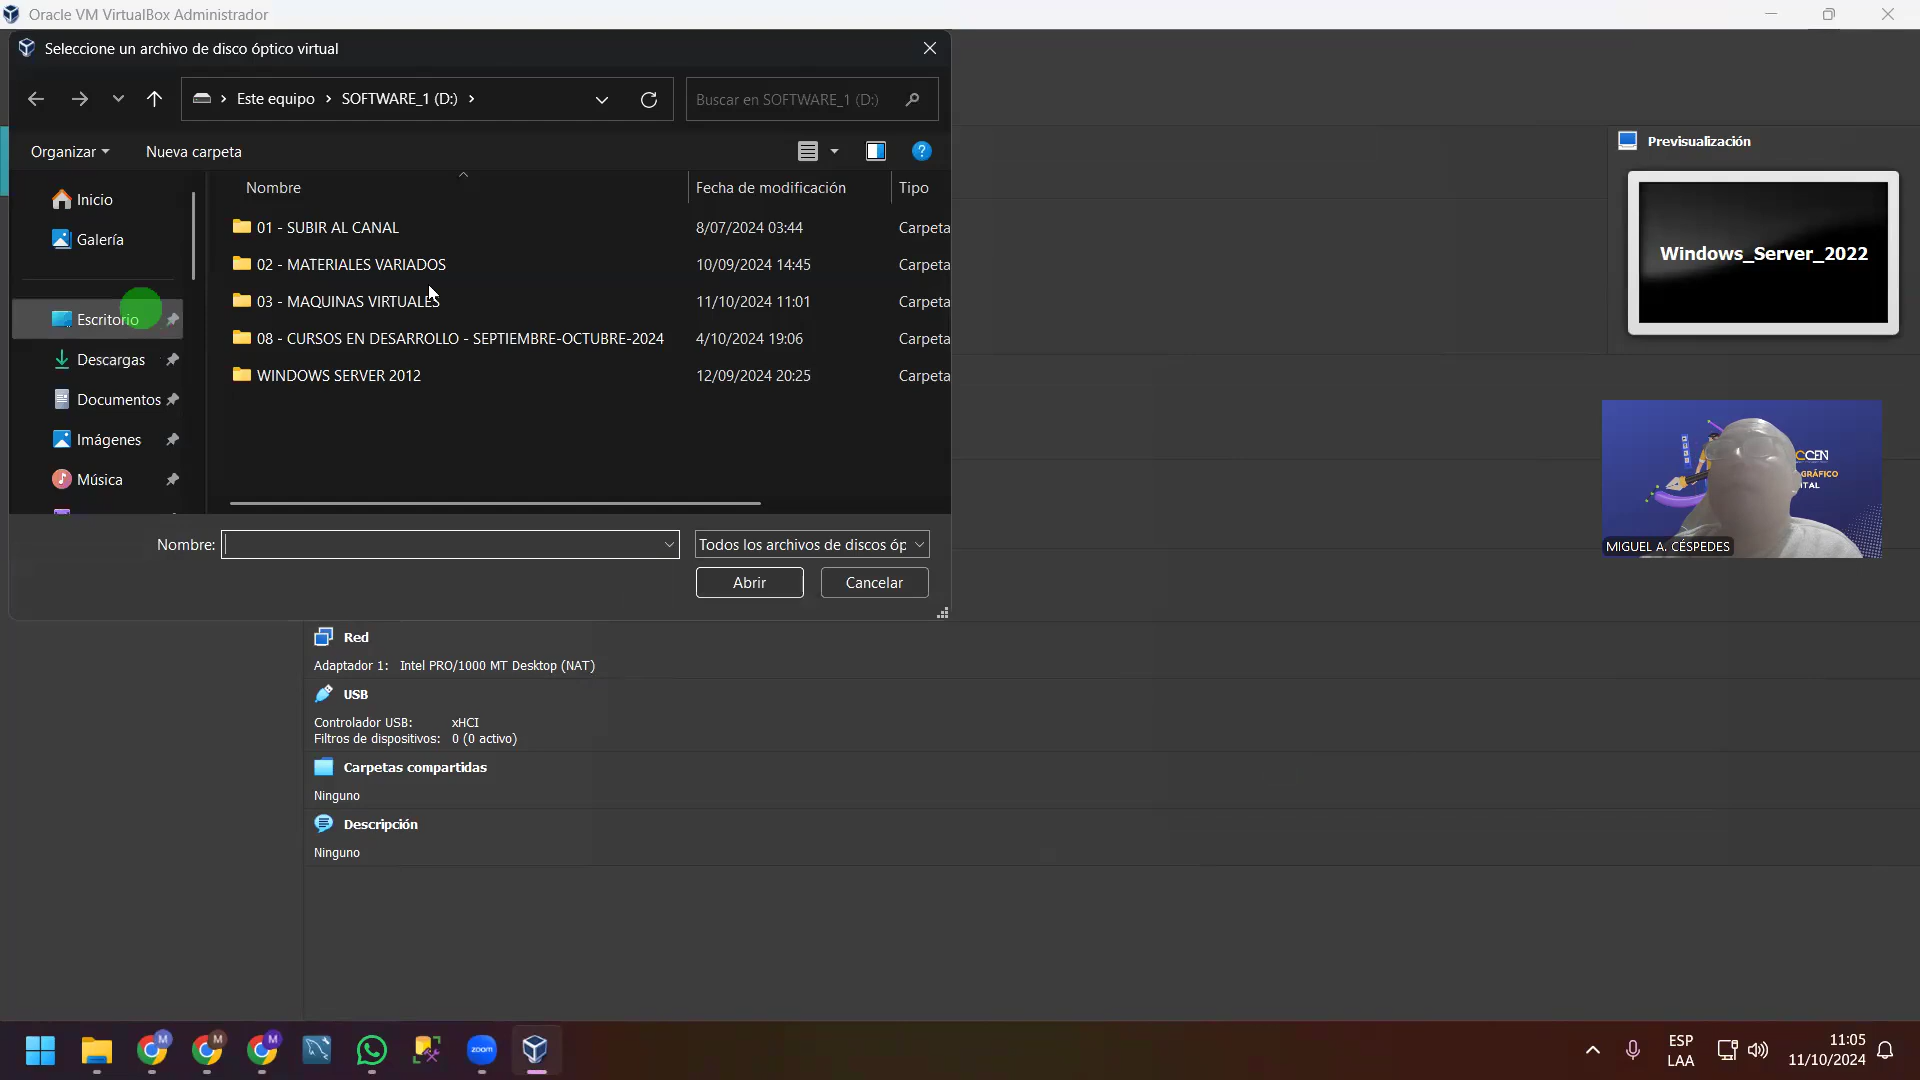 Oracle VM VirtualBox Administrador
Seleccione un archivo de disco óptico virtual
Este equipo > SOFTWARE_1 (D:) >
Buscar en SOFTWARE_1 (D:)
Organizar
Nueva carpeta
Inicio
Galería
Escritorio
Descargas
Documentos
Imágenes
Música
Nombre
Fecha de modificación
Tipo
01 - SUBIR AL CANAL
8/07/2024 03:44
Carpeta
02 - MATERIALES VARIADOS
10/09/2024 14:45
Carpeta
03 - MAQUINAS VIRTUALES
11/10/2024 11:01
Carpeta
08 - CURSOS EN DESARROLLO - SEPTIEMBRE-OCTUBRE-2024
4/10/2024 19:06
Carpeta
WINDOWS SERVER 2012
12/09/2024 20:25
Carpeta
Nombre:
Todos los archivos de discos óp
Abrir
Cancelar
Previsualización
Windows_Server_2022
GRÁFICO
MIGUEL A. CÉSPEDES
Red
Adaptador 1: Intel PRO/1000 MT Desktop (NAT)
USB
Controlador USB: xHCI
Filtros de dispositivos: 0 (0 activo)
Carpetas compartidas
Ninguno
Descripción
Ninguno
M
M
M
zoom
ESP
LAA
11:05
11/10/2024